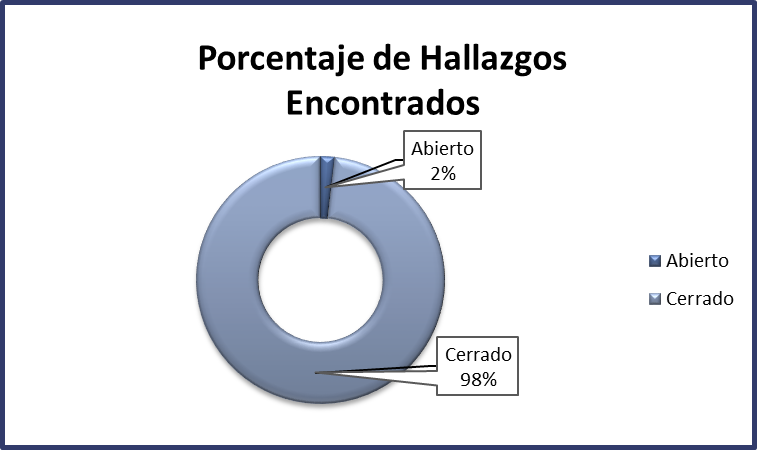 Porcentaje de Hallazgos
Encontrados
Abierto
2%
Abierto
Cerrado
Cerrado
98%